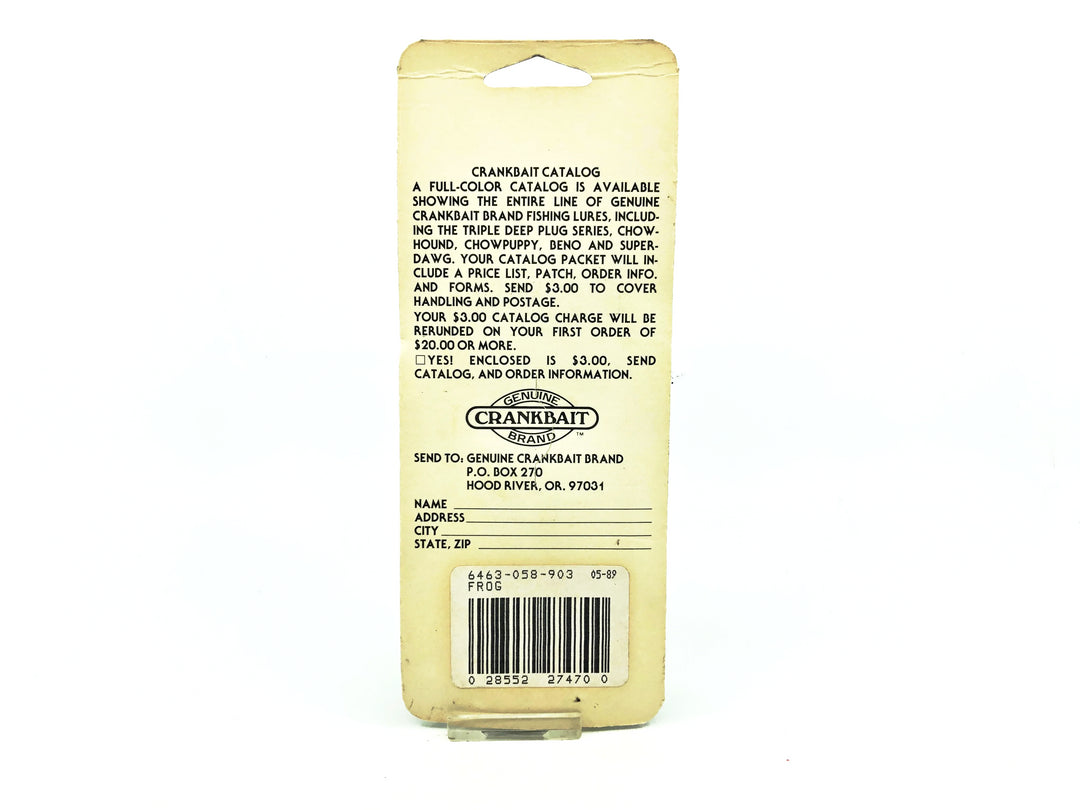 CRANKBAIT CATALOG
A FULL-COLOR CATALOG IS AVAILABLE
SHOWING THE ENTIRE LINE OF GENUINE
CRANKBAIT BRAND FISHING LURES, INCLUD-
ING THE TRIPLE DEEP PLUG SERIES, CHOW-
HOUND, CHOWPUPPY, BENO AND SUPER-
DAWG. YOUR CATALOG PACKET WILL IN-
CLUDE A PRICE LIST, PATCH, ORDER INFO.
AND FORMS. SEND $3.00 TO COVER
HANDLING AND POSTAGE.
YOUR $3.00 CATALOG CHARGE WILL BE
RERUNDED ON YOUR FIRST ORDER OF
$20.00 OR MORE.
☐YES! ENCLOSED IS $3.00, SEND
CATALOG, AND ORDER INFORMATION.
GENUINE
CRANKBAIT
BRAND ™
SEND TO: GENUINE CRANKBAIT BRAND
P.O. BOX 270
HOOD RIVER, OR. 97031
NAME
ADDRESS
CITY
STATE, ZIP
6463-058-903 05-89
FROG
0 28552 27470 0